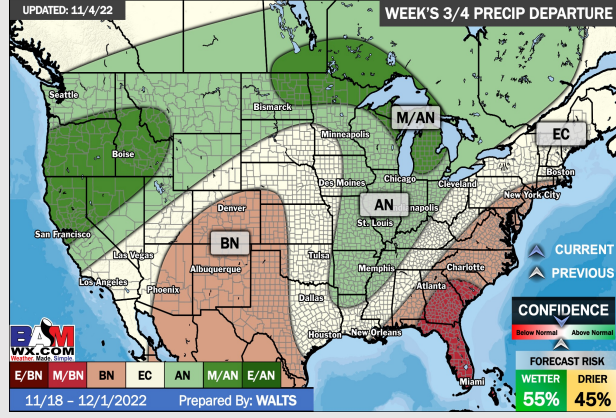 UPDATED: 11/4/22
WEEK'S 3/4 PRECIP DEPARTURE
Seattle
Bismarck
M/AN
EC
Minneapolis
Boise
Boston
Des Moines
Chicago
Cleveland
New York City
Denver
AN
napolis
St. Louis
San Francisco
BN
Las Vegas
CURRENT
Tulsa
Memphis
Charlotte
Albuquerque
PREVIOUS
Los Angeles
Phoenix
Atlanta
Dallas
CONFIDENCE
Below Normal
Above Normal
BAM
WX.COM
Weather. Made. Simple.
Houston
New Orleans
FORECAST RISK
E/BN
M/BN
BN
EC
AN
M/AN
E/AN
Miami
WETTER
DRIER
11/18 - 12/1/2022
Prepared By: WALTS
55%
45%